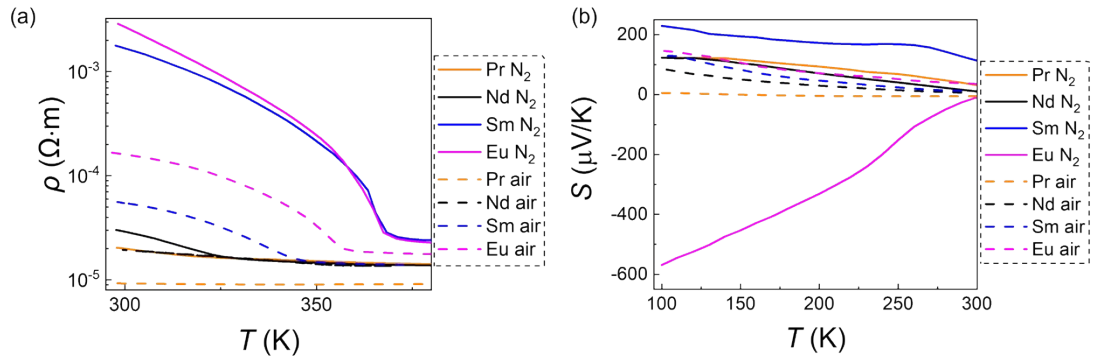 (a)
10⁻³
10⁻⁴
10⁻⁵
ρ (Ω·m)
300
350
T (K)
Pr N₂
Nd N₂
Sm N₂
Eu N₂
Pr air
Nd air
Sm air
Eu air
(b)
200
0
-200
-400
-600
S (μV/K)
100
150
200
250
300
T (K)
Pr N₂
Nd N₂
Sm N₂
Eu N₂
Pr air
Nd air
Sm air
Eu air